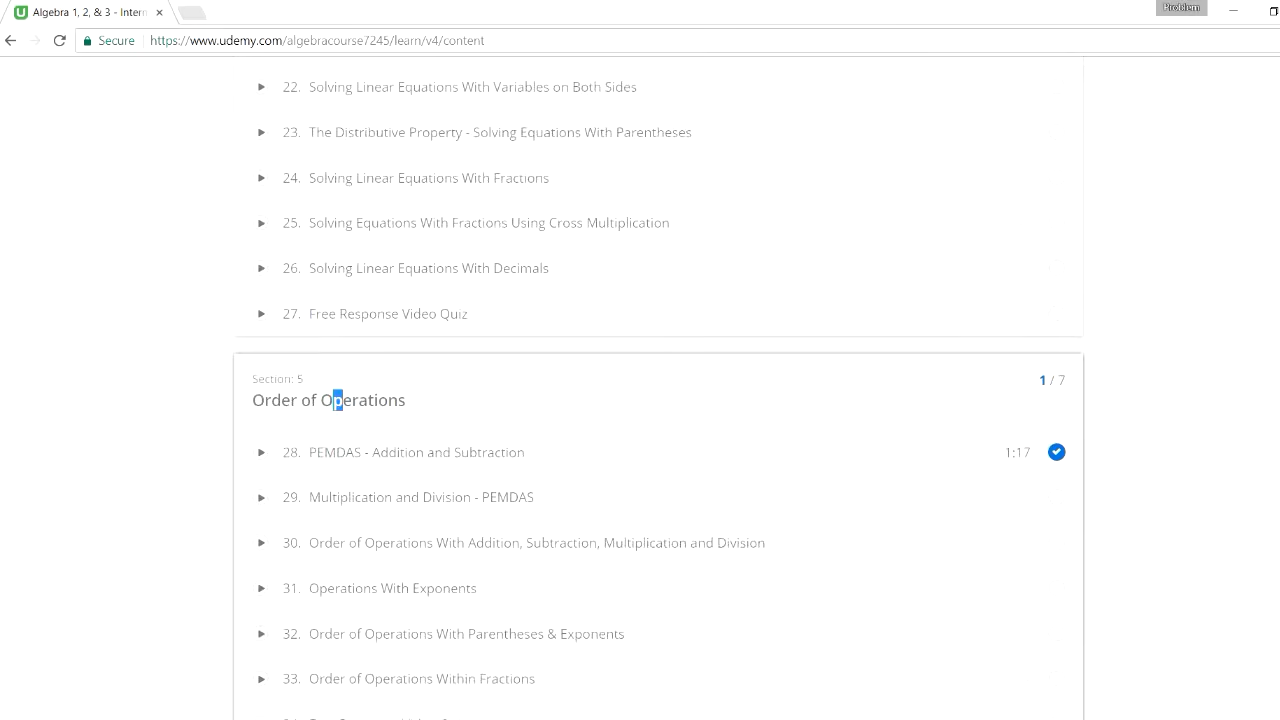 Algebra 1, 2, & 3 - Intern
Problem
Secure https://www.udemy.com/algebracourse7245/learn/v4/content
22. Solving Linear Equations With Variables on Both Sides
23. The Distributive Property - Solving Equations With Parentheses
24. Solving Linear Equations With Fractions
25. Solving Equations With Fractions Using Cross Multiplication
26. Solving Linear Equations With Decimals
27. Free Response Video Quiz
Section: 5
1 / 7
Order of Operations
28. PEMDAS - Addition and Subtraction 1:17
29. Multiplication and Division - PEMDAS
30. Order of Operations With Addition, Subtraction, Multiplication and Division
31. Operations With Exponents
32. Order of Operations With Parentheses & Exponents
33. Order of Operations Within Fractions